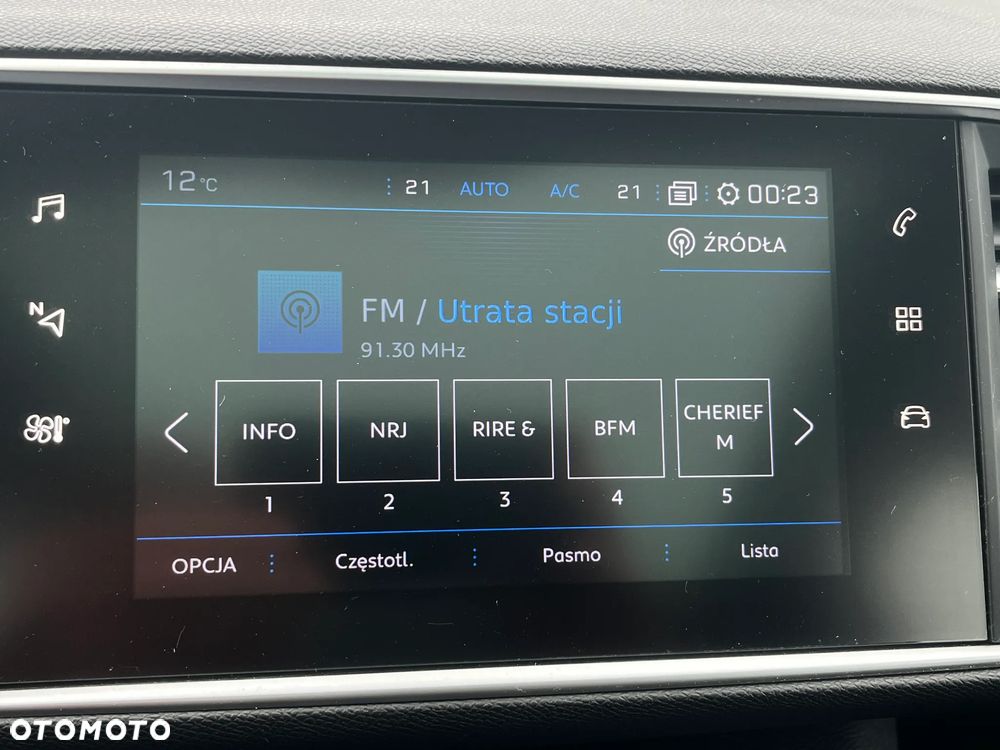 12°C 21 AUTO A/C 21 00:23
ŹRÓDŁA
FM / Utrata stacji
91.30 MHz
N
INFO NRJ RIRE & BFM CHERIEF
M
1 2 3 4 5
OPCJA Częstotl. Pasmo Lista
OTOMOTO